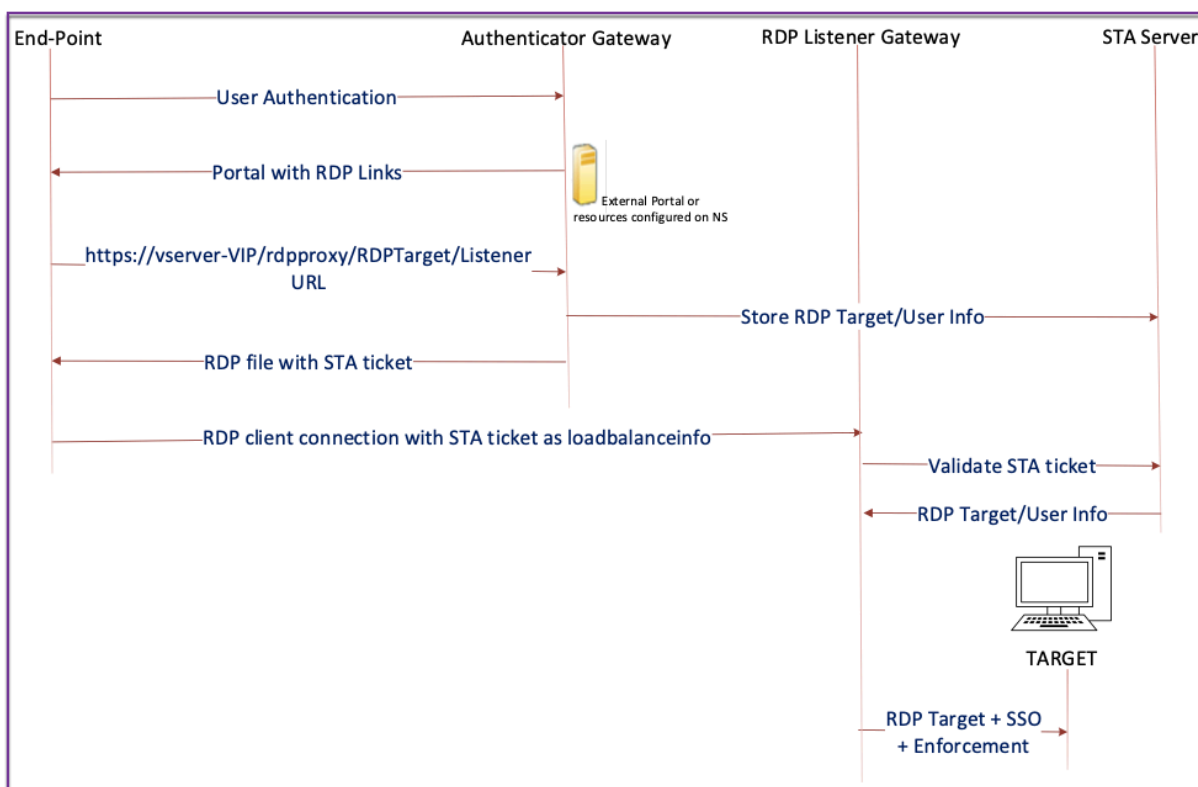 End-Point
Authenticator Gateway
RDP Listener Gateway
STA Server
User Authentication
Portal with RDP Links
External Portal or
resources configured on NS
https://vserver-VIP/rdpproxy/RDPTarget/Listener
URL
Store RDP Target/User Info
RDP file with STA ticket
RDP client connection with STA ticket as loadbalanceinfo
Validate STA ticket
RDP Target/User Info
TARGET
RDP Target + SSO
+ Enforcement